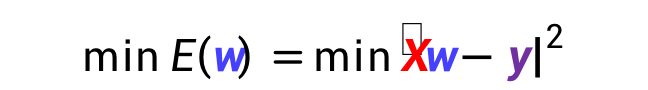 min E(w) = min Xw− y|²